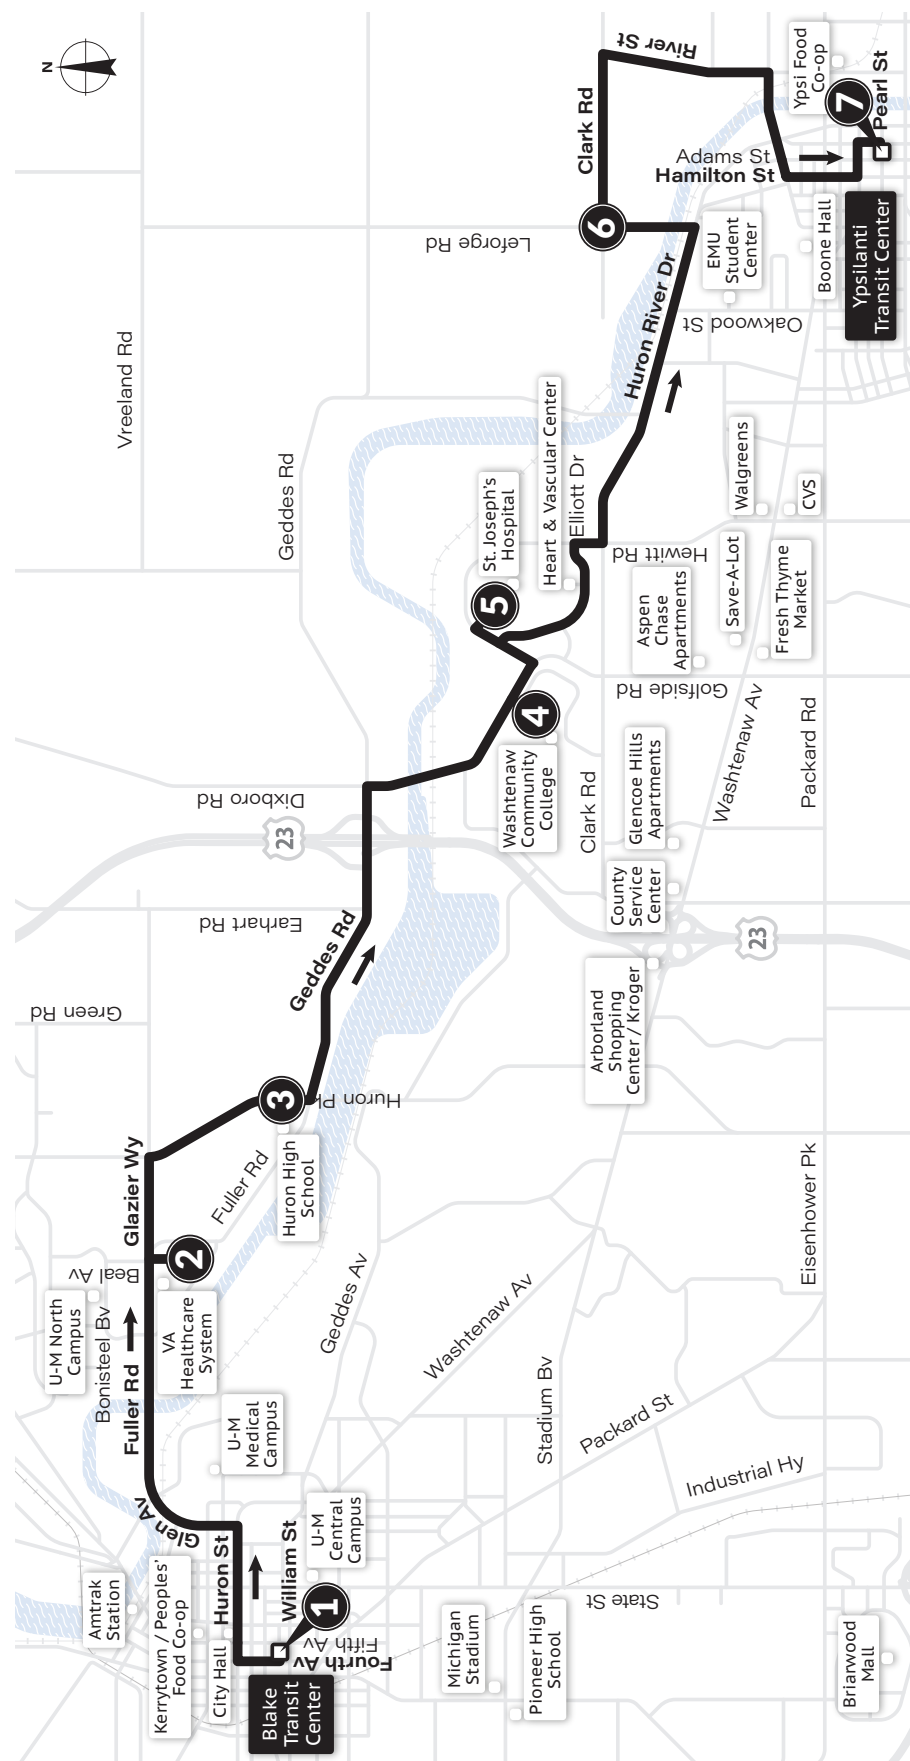 N
Amtrak
Station
Kerrytown / Peoples'
Food Co-op
City Hall
Blake
Transit
Center
Huron St
William St
Fourth Av
Fifth Av
1
Glen Av
U-M
Central
Campus
U-M
Medical
Campus
Michigan
Stadium
Pioneer High
School
State St
Briarwood
Mall
Fuller Rd
Bonisteel Bv
U-M North
Campus
Beal Av
VA
Healthcare
System
2
Glazier Wy
Fuller Rd
Geddes Av
Washtenaw Av
Stadium Bv
Packard St
Industrial Hy
Eisenhower Pk
Huron High
School
3
Huron Pk
Green Rd
Geddes Rd
Earhart Rd
23
Dixboro Rd
Arborland
Shopping
Center / Kroger
23
County
Service
Center
Glencoe Hills
Apartments
Clark Rd
Washtenaw
Community
College
4
Washtenaw Av
Packard Rd
Golfside Rd
5
St. Joseph's
Hospital
Heart & Vascular Center
Elliott Dr
Aspen
Chase
Apartments
Hewitt Rd
Save-A-Lot
Fresh Thyme
Market
Walgreens
CVS
Geddes Rd
Vreeland Rd
Huron River Dr
Oakwood St
Leforge Rd
6
Clark Rd
EMU
Student
Center
Boone Hall
River St
Adams St
Hamilton St
Ypsi Food
Co-op
7
Pearl St
Ypsilanti
Transit Center